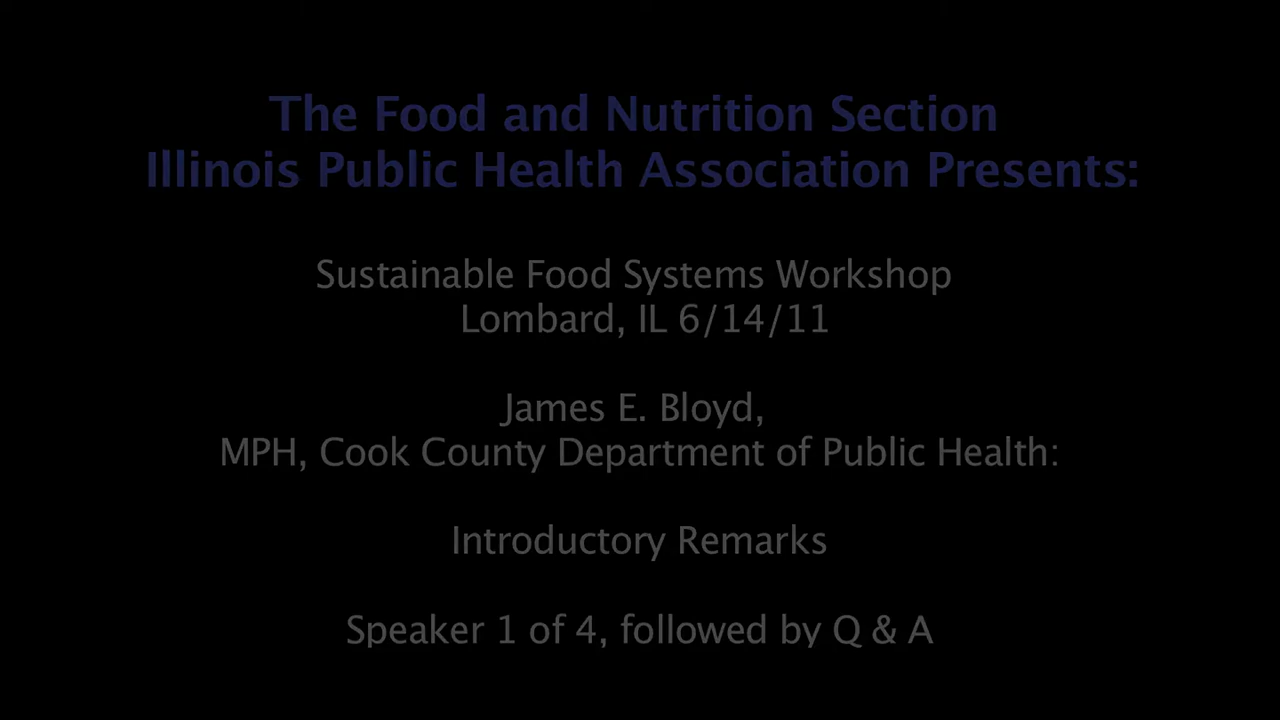 The Food and Nutrition Section
Illinois Public Health Association Presents:
Sustainable Food Systems Workshop
Lombard, IL 6/14/11
James E. Bloyd,
MPH, Cook County Department of Public Health:
Introductory Remarks
Speaker 1 of 4, followed by Q & A